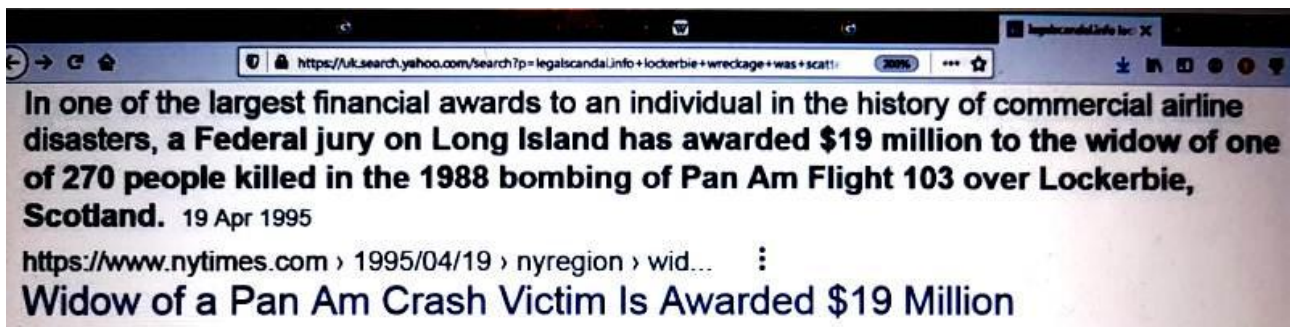 legalscandal.info loc
https://uk.search.yahoo.com/search?p=legalscandal.info+lockerbie+wreckage+was+scatt
200%
In one of the largest financial awards to an individual in the history of commercial airline
disasters, a Federal jury on Long Island has awarded $19 million to the widow of one
of 270 people killed in the 1988 bombing of Pan Am Flight 103 over Lockerbie,
Scotland. 19 Apr 1995
https://www.nytimes.com › 1995/04/19 › nyregion › wid...
Widow of a Pan Am Crash Victim Is Awarded $19 Million